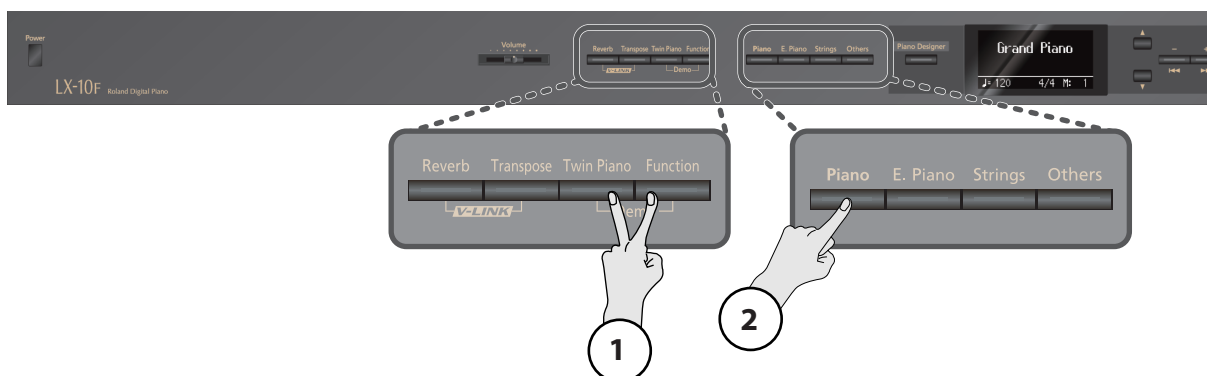 Power
LX-10F Roland Digital Piano
Volume
Reverb Transpose Twin Piano Function
V-LINK Demo
Piano E. Piano Strings Others
Piano Designer
Grand Piano
♩= 120 4/4 M: 1
−
Reverb Transpose Twin Piano Function
V-LINK
Piano E. Piano Strings Others
1
2